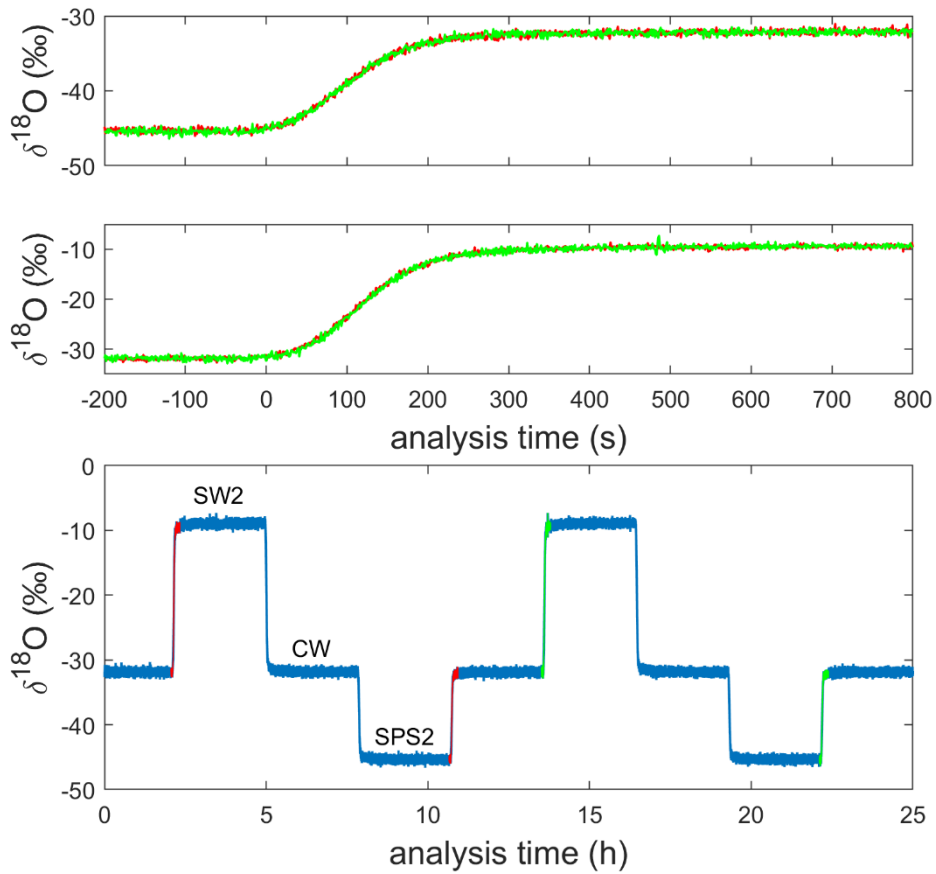 -30
-40
-50
δ18O (‰)
-10
-20
-30
δ18O (‰)
-200 -100 0 100 200 300 400 500 600 700 800
analysis time (s)
0
-10
-20
-30
-40
-50
δ18O (‰)
SW2
CW
SPS2
0 5 10 15 20 25
analysis time (h)